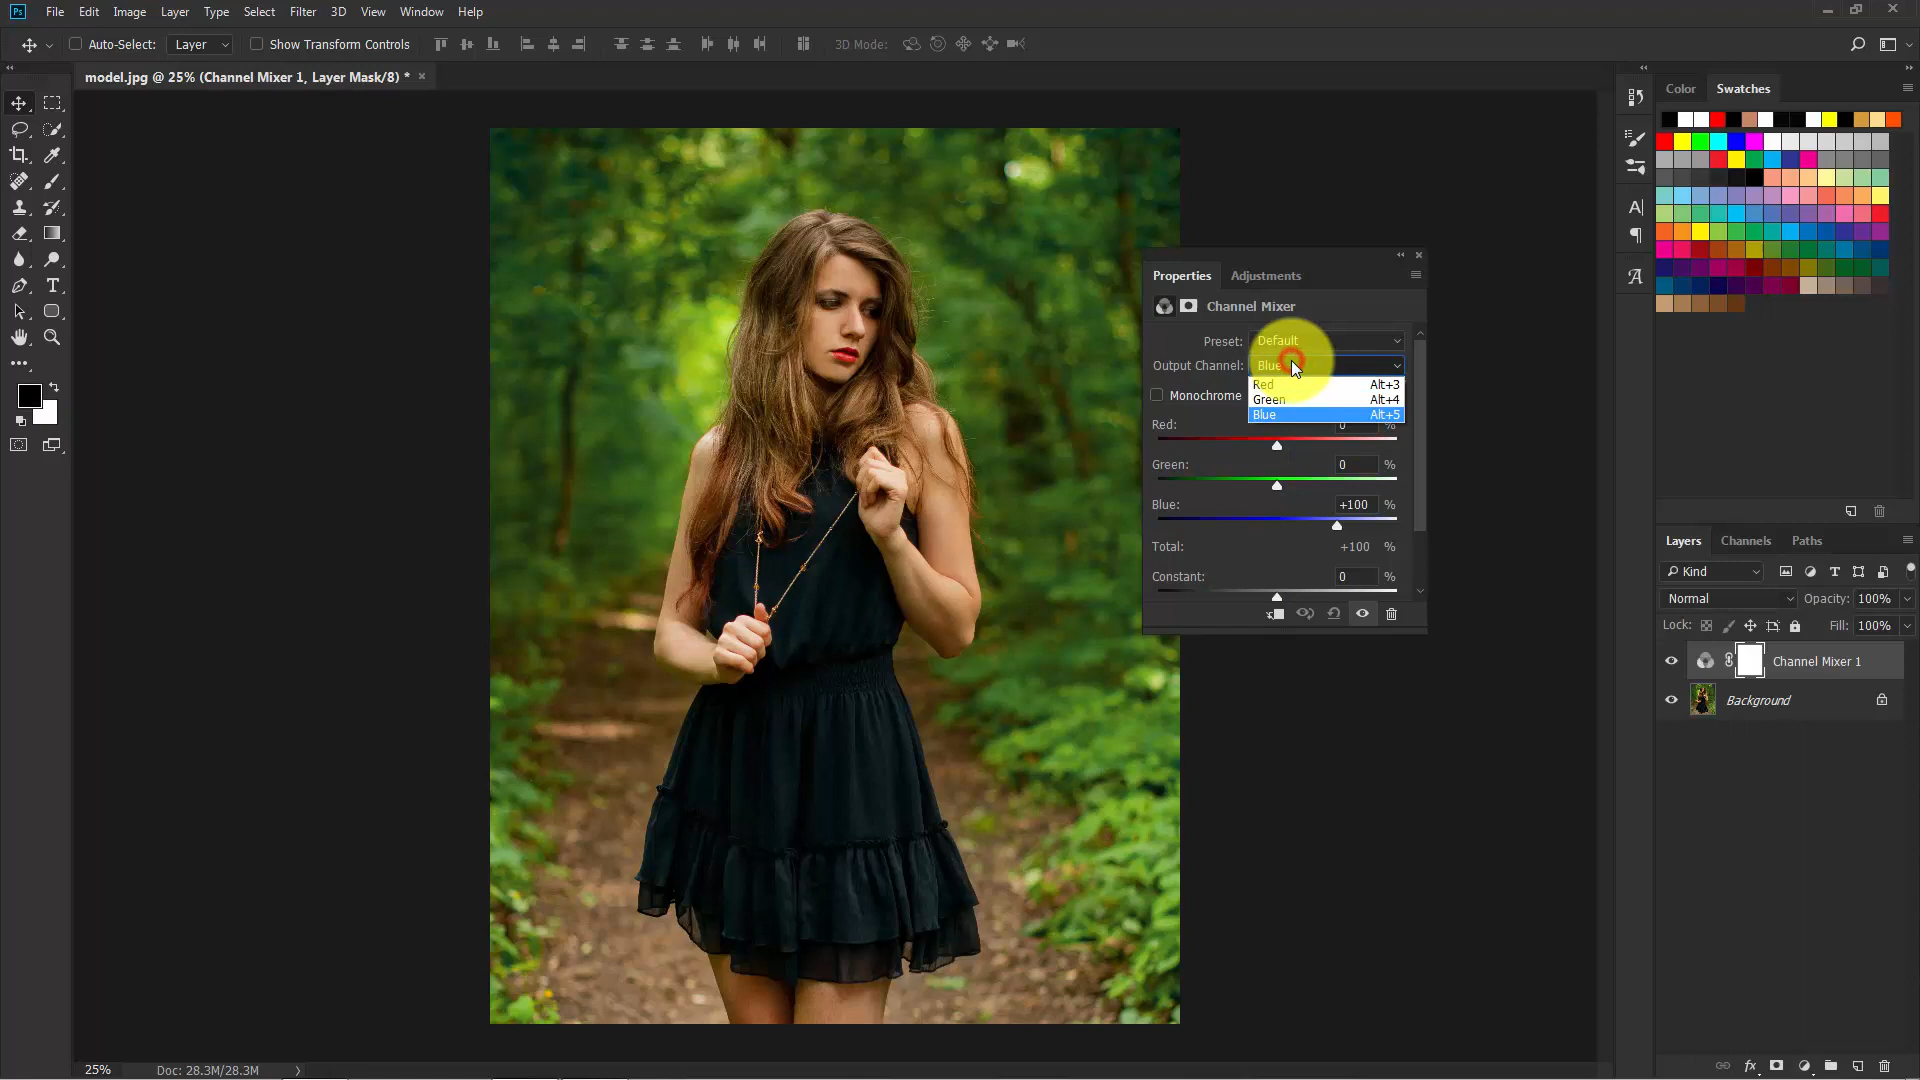 Ps File Edit Image Layer Type Select Filter 3D View Window Help
Auto-Select: Layer Show Transform Controls 3D Mode:
model.jpg @ 25% (Channel Mixer 1, Layer Mask/8) *
Color Swatches
Properties Adjustments
Channel Mixer
Preset: Default
Output Channel: Blue
Red Alt+3
Green Alt+4
Blue Alt+5
Monochrome
Red: 0
Green: 0 %
Blue: +100 %
Total: +100 %
Constant: 0 %
Layers Channels Paths
Kind
Normal Opacity: 100%
Lock: Fill: 100%
Channel Mixer 1
Background
25% Doc: 28.3M/28.3M